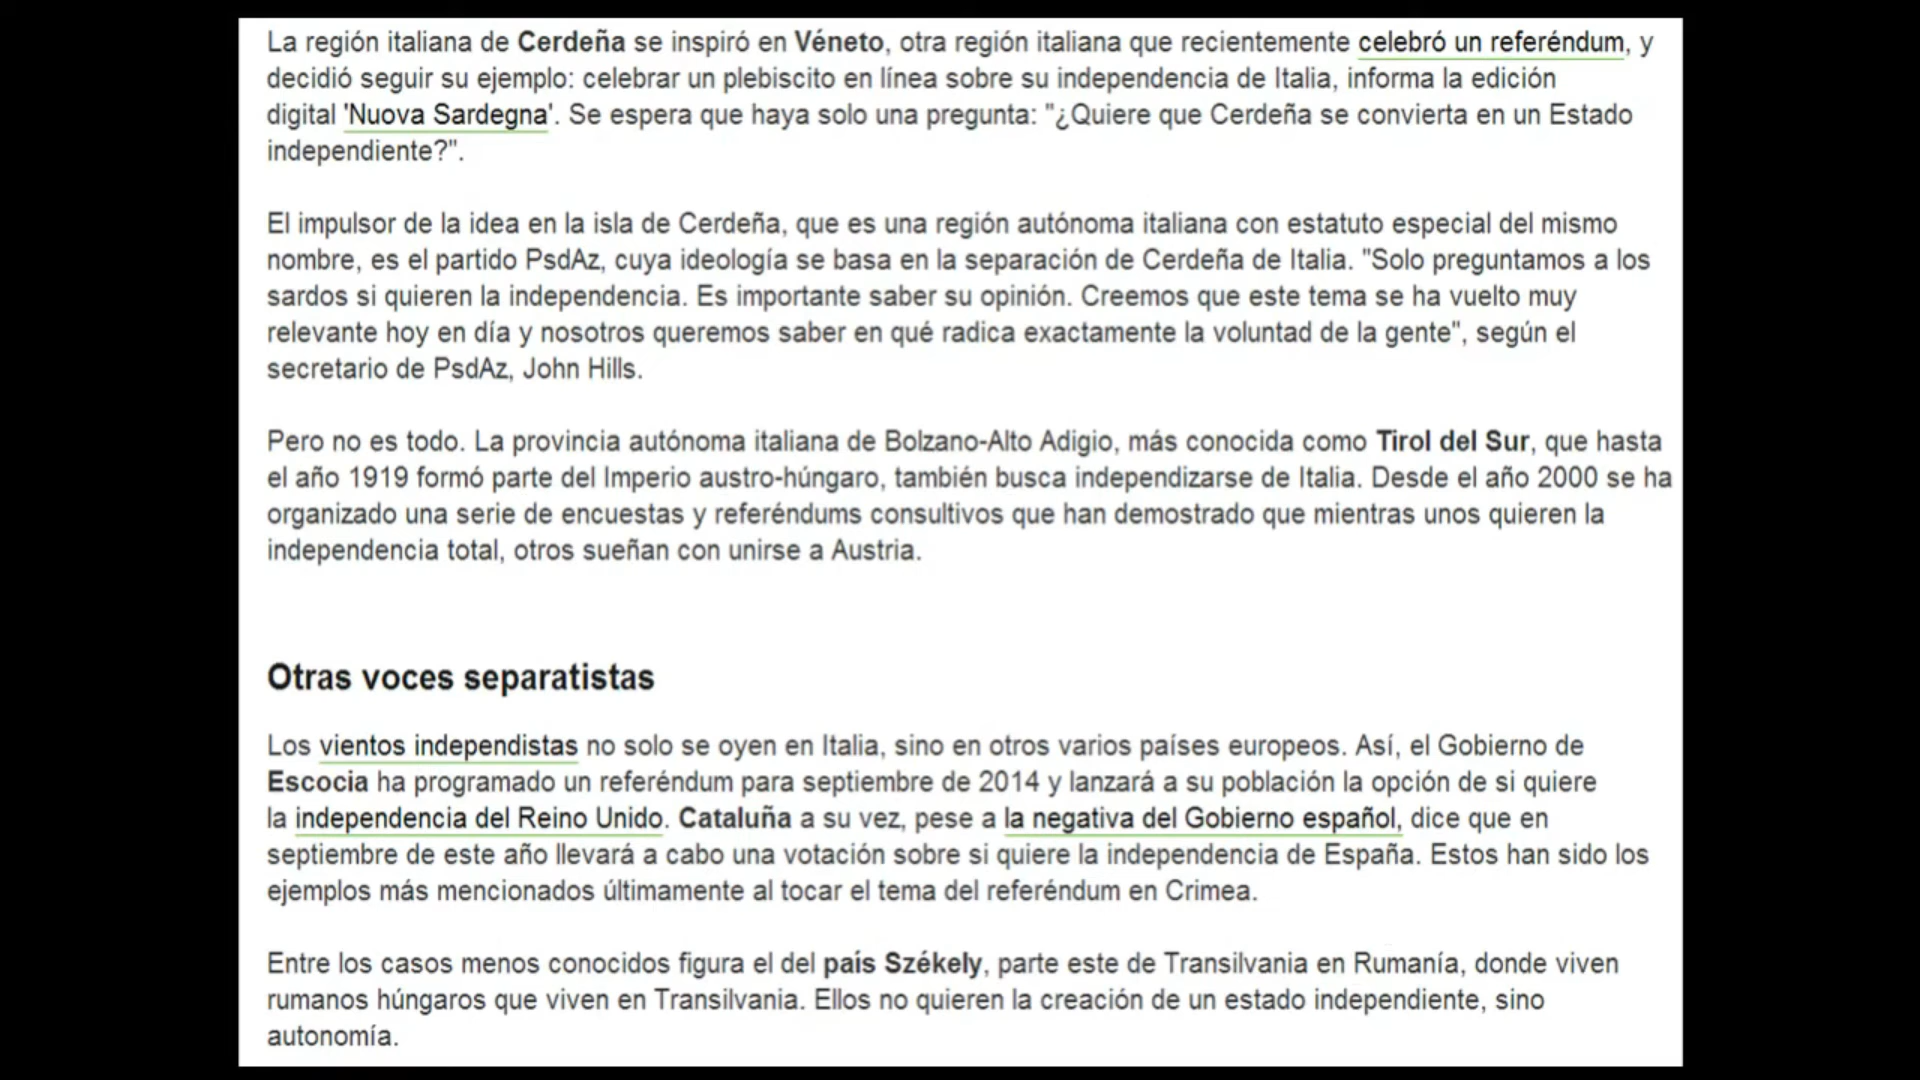 La región italiana de Cerdeña se inspiró en Véneto, otra región italiana que recientemente celebró un referéndum, y
decidió seguir su ejemplo: celebrar un plebiscito en línea sobre su independencia de Italia, informa la edición
digital 'Nuova Sardegna'. Se espera que haya solo una pregunta: "¿Quiere que Cerdeña se convierta en un Estado
independiente?".
El impulsor de la idea en la isla de Cerdeña, que es una región autónoma italiana con estatuto especial del mismo
nombre, es el partido PsdAz, cuya ideología se basa en la separación de Cerdeña de Italia. "Solo preguntamos a los
sardos si quieren la independencia. Es importante saber su opinión. Creemos que este tema se ha vuelto muy
relevante hoy en día y nosotros queremos saber en qué radica exactamente la voluntad de la gente", según el
secretario de PsdAz, John Hills.
Pero no es todo. La provincia autónoma italiana de Bolzano-Alto Adigio, más conocida como Tirol del Sur, que hasta
el año 1919 formó parte del Imperio austro-húngaro, también busca independizarse de Italia. Desde el año 2000 se ha
organizado una serie de encuestas y referéndums consultivos que han demostrado que mientras unos quieren la
independencia total, otros sueñan con unirse a Austria.
Otras voces separatistas
Los vientos independistas no solo se oyen en Italia, sino en otros varios países europeos. Así, el Gobierno de
Escocia ha programado un referéndum para septiembre de 2014 y lanzará a su población la opción de si quiere
la independencia del Reino Unido. Cataluña a su vez, pese a la negativa del Gobierno español, dice que en
septiembre de este año llevará a cabo una votación sobre si quiere la independencia de España. Estos han sido los
ejemplos más mencionados últimamente al tocar el tema del referéndum en Crimea.
Entre los casos menos conocidos figura el del país Székely, parte este de Transilvania en Rumanía, donde viven
rumanos húngaros que viven en Transilvania. Ellos no quieren la creación de un estado independiente, sino
autonomía.